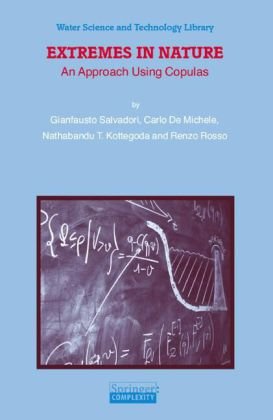 Water Science and Technology Library
EXTREMES IN NATURE
An Approach Using Copulas
by
Gianfausto Salvadori, Carlo De Michele,
Nathabandu T. Kottegoda and Renzo Rosso
Springer
COMPLEXITY